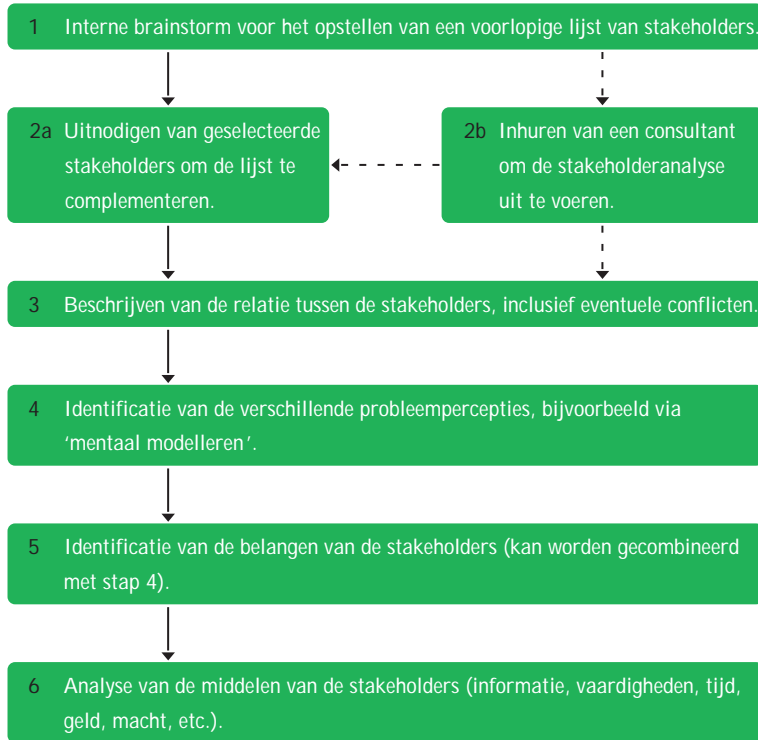 1 Interne brainstorm voor het opstellen van een voorlopige lijst van stakeholders.
2a Uitnodigen van geselecteerde
stakeholders om de lijst te
complementeren.
2b Inhuren van een consultant
om de stakeholderanalyse
uit te voeren.
3 Beschrijven van de relatie tussen de stakeholders, inclusief eventuele conflicten.
4 Identificatie van de verschillende probleempercepties, bijvoorbeeld via
‘mentaal modelleren’.
5 Identificatie van de belangen van de stakeholders (kan worden gecombineerd
met stap 4).
6 Analyse van de middelen van de stakeholders (informatie, vaardigheden, tijd,
geld, macht, etc.).